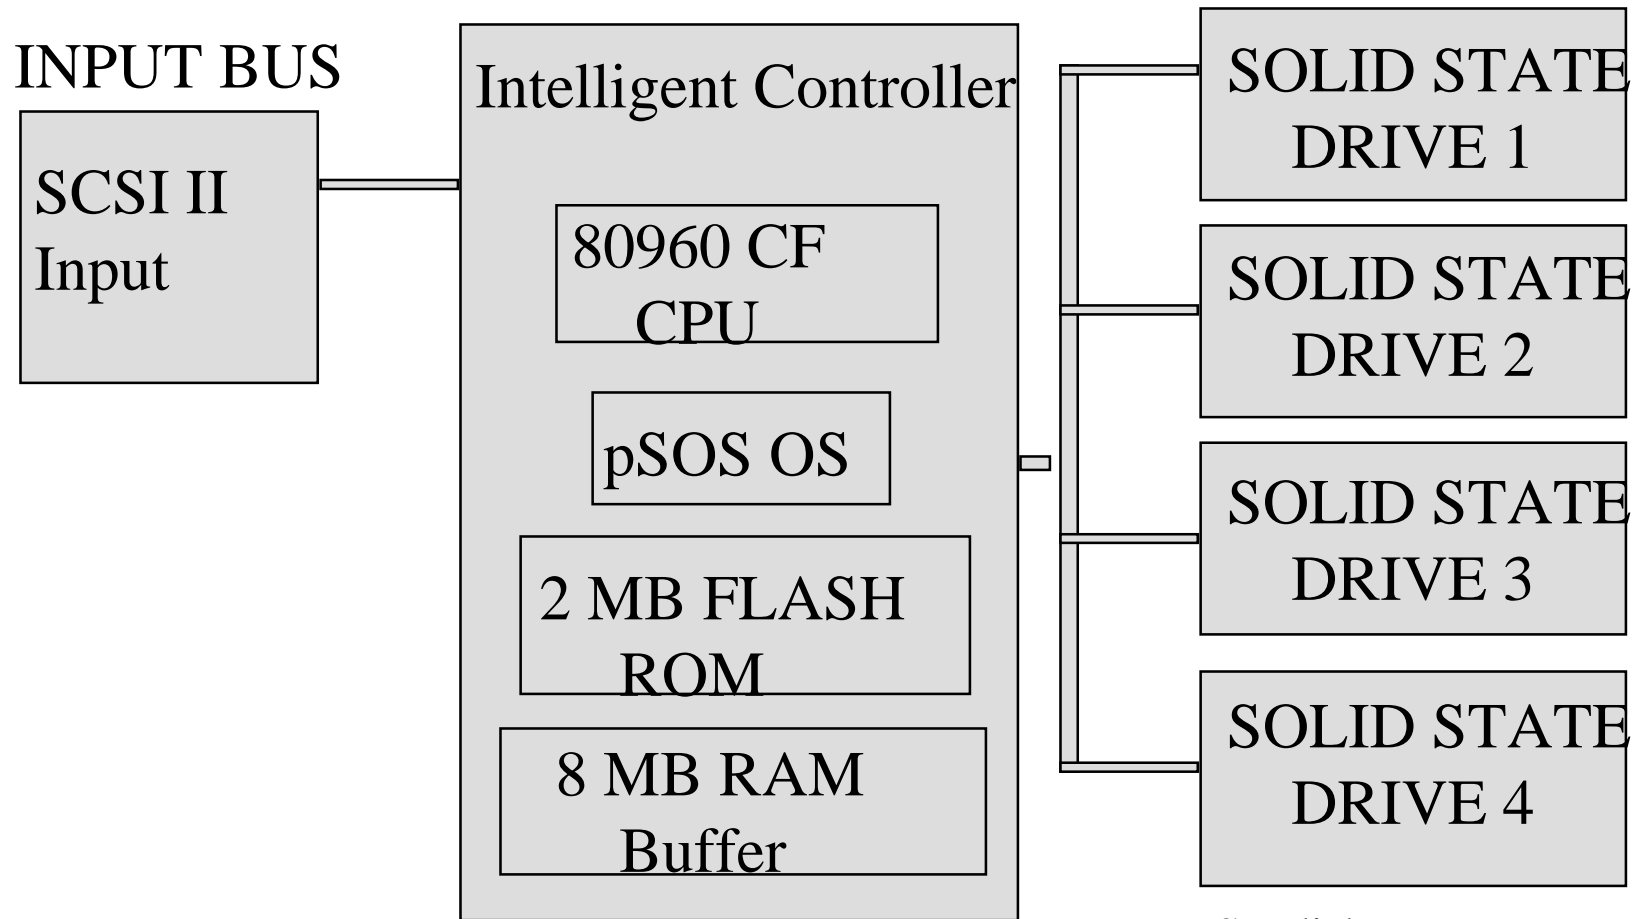 INPUT BUS
SCSI II
Input
Intelligent Controller
80960 CF
CPU
pSOS OS
2 MB FLASH
ROM
8 MB RAM
Buffer
SOLID STATE
DRIVE 1
SOLID STATE
DRIVE 2
SOLID STATE
DRIVE 3
SOLID STATE
DRIVE 4